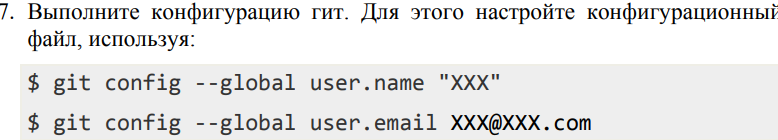 7. Выполните конфигурацию гит. Для этого настройте конфигурационный
файл, используя:
$ git config --global user.name "XXX"
$ git config --global user.email XXX@XXX.com